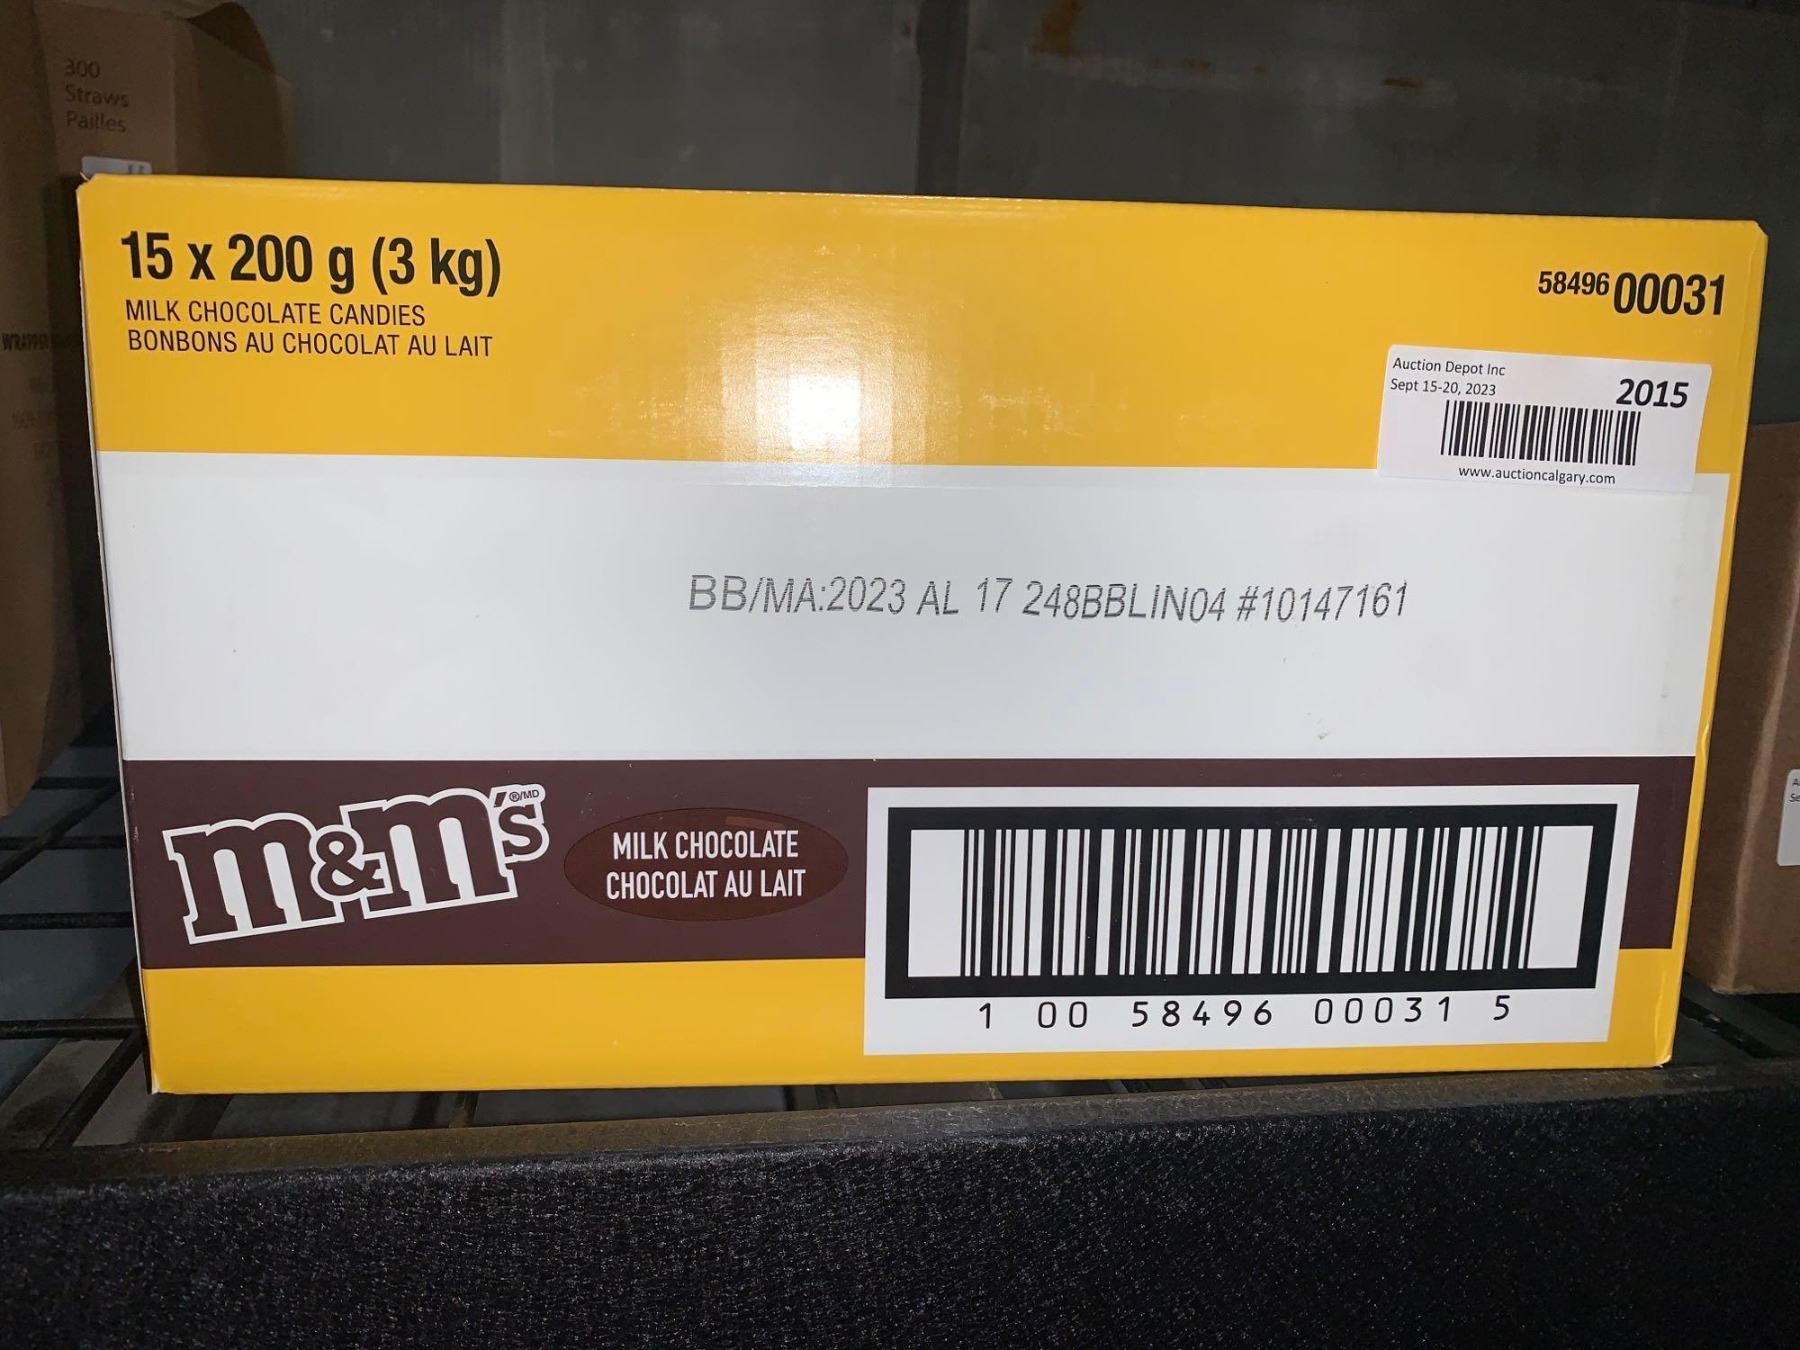 300
Straws
Pailles
15 x 200 g (3 kg)
MILK CHOCOLATE CANDIES
BONBONS AU CHOCOLAT AU LAIT
58496 00031
Auction Depot Inc
Sept 15-20, 2023
2015
www.auctioncalgary.com
BB/MA:2023 AL 17 248BBLIN04 #10147161
m&m's ®/MD
MILK CHOCOLATE
CHOCOLAT AU LAIT
1 00 58496 00031 5